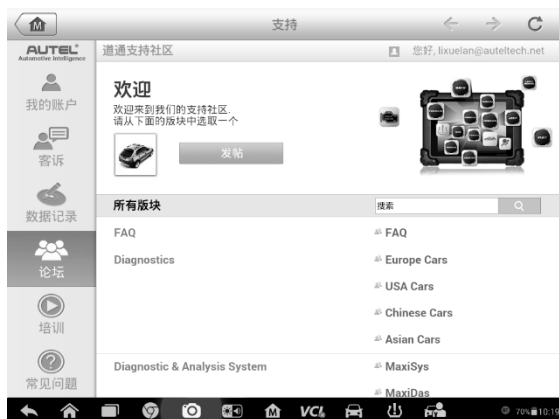 支持
AUTEL
Automotive Intelligence
道通支持社区
您好, lixuelan@auteltech.net
我的账户
客诉
数据记录
论坛
培训
常见问题
欢迎
欢迎来到我们的支持社区.
请从下面的版块中选取一个
发帖
所有版块
搜索
FAQ
FAQ
Diagnostics
Europe Cars
USA Cars
Chinese Cars
Asian Cars
Diagnostic & Analysis System
MaxiSys
MaxiDas
VCI
70%
10:19